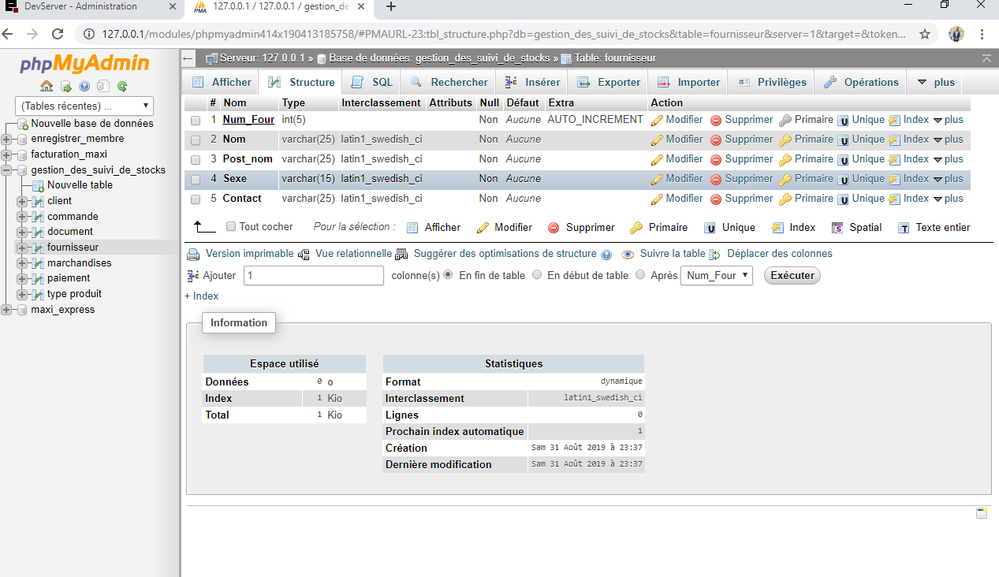 DevServer - Administration
127.0.0.1 / 127.0.0.1 / gestion_de
127.0.0.1/modules/phpmyadmin414x190413185758/#PMAURL-23:tbl_structure.php?db=gestion_des_suivi_de_stocks&table=fournisseur&server=1&target=&token...
phpMyAdmin
(Tables récentes) ...
Nouvelle base de données
enregistrer_membre
facturation_maxi
gestion_des_suivi_de_stocks
Nouvelle table
client
commande
document
fournisseur
marchandises
paiement
type produit
maxi_express
Serveur: 127.0.0.1 » Base de données: gestion_des_suivi_de_stocks » Table: fournisseur
Afficher Structure SQL Rechercher Insérer Exporter Importer Privilèges Opérations plus
# Nom Type Interclassement Attributs Null Défaut Extra Action
1 Num_Four int(5) Non Aucune AUTO_INCREMENT Modifier Supprimer Primaire Unique Index plus
2 Nom varchar(25) latin1_swedish_ci Non Aucune Modifier Supprimer Primaire Unique Index plus
3 Post_nom varchar(25) latin1_swedish_ci Non Aucune Modifier Supprimer Primaire Unique Index plus
4 Sexe varchar(15) latin1_swedish_ci Non Aucune Modifier Supprimer Primaire Unique Index plus
5 Contact varchar(25) latin1_swedish_ci Non Aucune Modifier Supprimer Primaire Unique Index plus
Tout cocher Pour la sélection : Afficher Modifier Supprimer Primaire Unique Index Spatial Texte entier
Version imprimable Vue relationnelle Suggérer des optimisations de structure Suivre la table Déplacer des colonnes
Ajouter 1 colonne(s) En fin de table En début de table Après Num_Four Exécuter
+ Index
Information
Espace utilisé
Données 0 o
Index 1 Kio
Total 1 Kio
Statistiques
Format dynamique
Interclassement latin1_swedish_ci
Lignes 0
Prochain index automatique 1
Création Sam 31 Août 2019 à 23:37
Dernière modification Sam 31 Août 2019 à 23:37